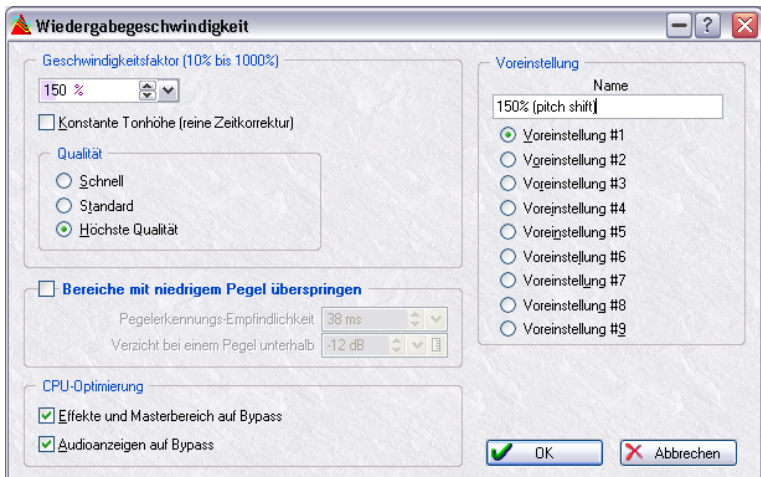 Wiedergabegeschwindigkeit
Geschwindigkeitsfaktor (10% bis 1000%)
150 %
Konstante Tonhöhe (reine Zeitkorrektur)
Qualität
Schnell
Standard
Höchste Qualität
Bereiche mit niedrigem Pegel überspringen
Pegelerkennungs-Empfindlichkeit 38 ms
Verzicht bei einem Pegel unterhalb -12 dB
CPU-Optimierung
Effekte und Masterbereich auf Bypass
Audioanzeigen auf Bypass
Voreinstellung
Name
150% (pitch shift)
Voreinstellung #1
Voreinstellung #2
Voreinstellung #3
Voreinstellung #4
Voreinstellung #5
Voreinstellung #6
Voreinstellung #7
Voreinstellung #8
Voreinstellung #9
OK
Abbrechen